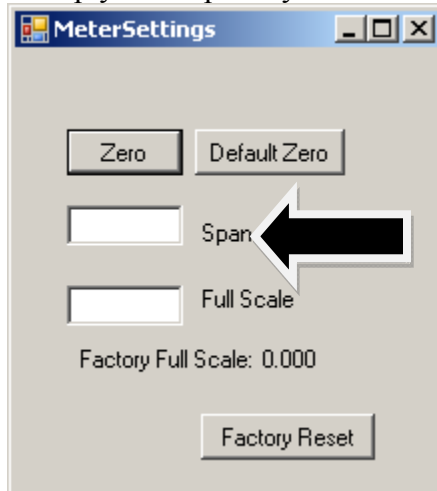 MeterSettings
Zero Default Zero
Span
Full Scale
Factory Full Scale: 0.000
Factory Reset